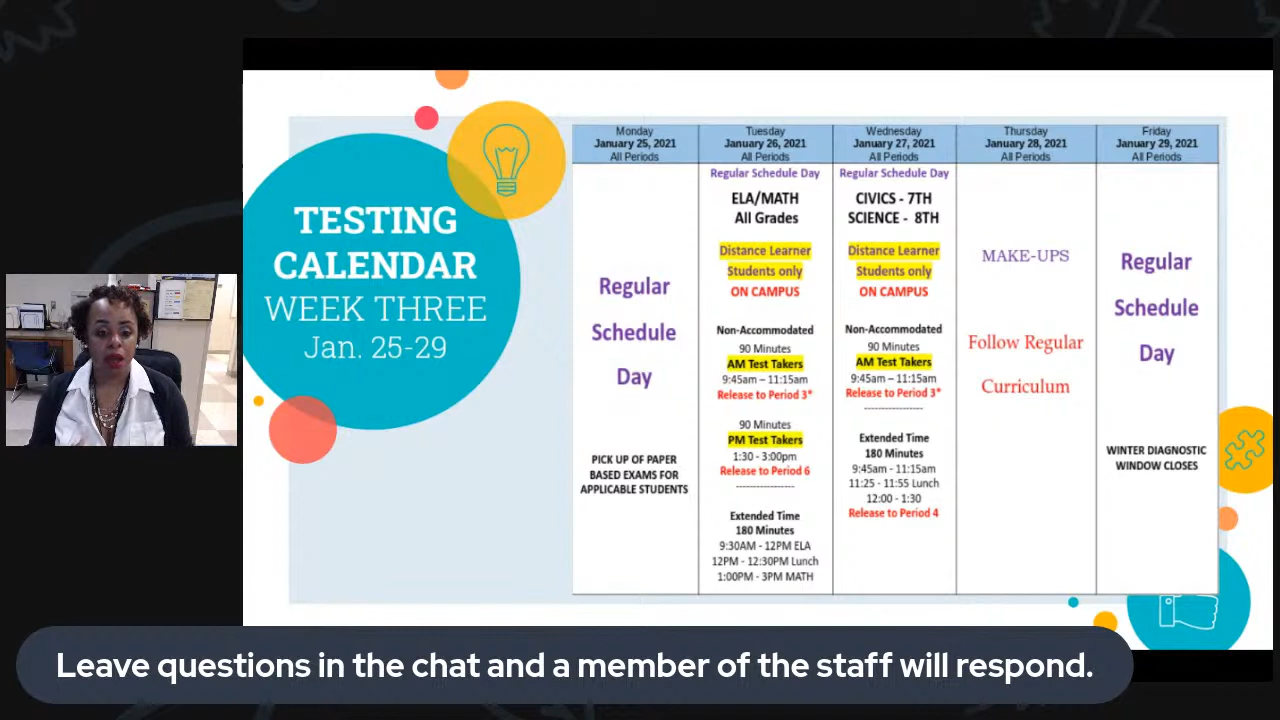 TESTING
CALENDAR
WEEK THREE
Jan. 25-29
Monday
January 25, 2021
All Periods
Regular
Schedule
Day
PICK UP OF PAPER
BASED EXAMS FOR
APPLICABLE STUDENTS
Tuesday
January 26, 2021
All Periods
Regular Schedule Day
ELA/MATH
All Grades
Distance Learner
Students only
ON CAMPUS
Non-Accommodated
90 Minutes
AM Test Takers
9:45am – 11:15am
Release to Period 3*
90 Minutes
PM Test Takers
1:30 - 3:00pm
Release to Period 6
-----------------
Extended Time
180 Minutes
9:30AM - 12PM ELA
12PM - 12:30PM Lunch
1:00PM - 3PM MATH
Wednesday
January 27, 2021
All Periods
Regular Schedule Day
CIVICS - 7TH
SCIENCE - 8TH
Distance Learner
Students only
ON CAMPUS
Non-Accommodated
90 Minutes
AM Test Takers
9:45am – 11:15am
Release to Period 3*
-----------------
Extended Time
180 Minutes
9:45am - 11:15am
11:25 - 11:55 Lunch
12:00 - 1:30
Release to Period 4
Thursday
January 28, 2021
All Periods
MAKE-UPS
Follow Regular
Curriculum
Friday
January 29, 2021
All Periods
Regular
Schedule
Day
WINTER DIAGNOSTIC
WINDOW CLOSES
Leave questions in the chat and a member of the staff will respond.